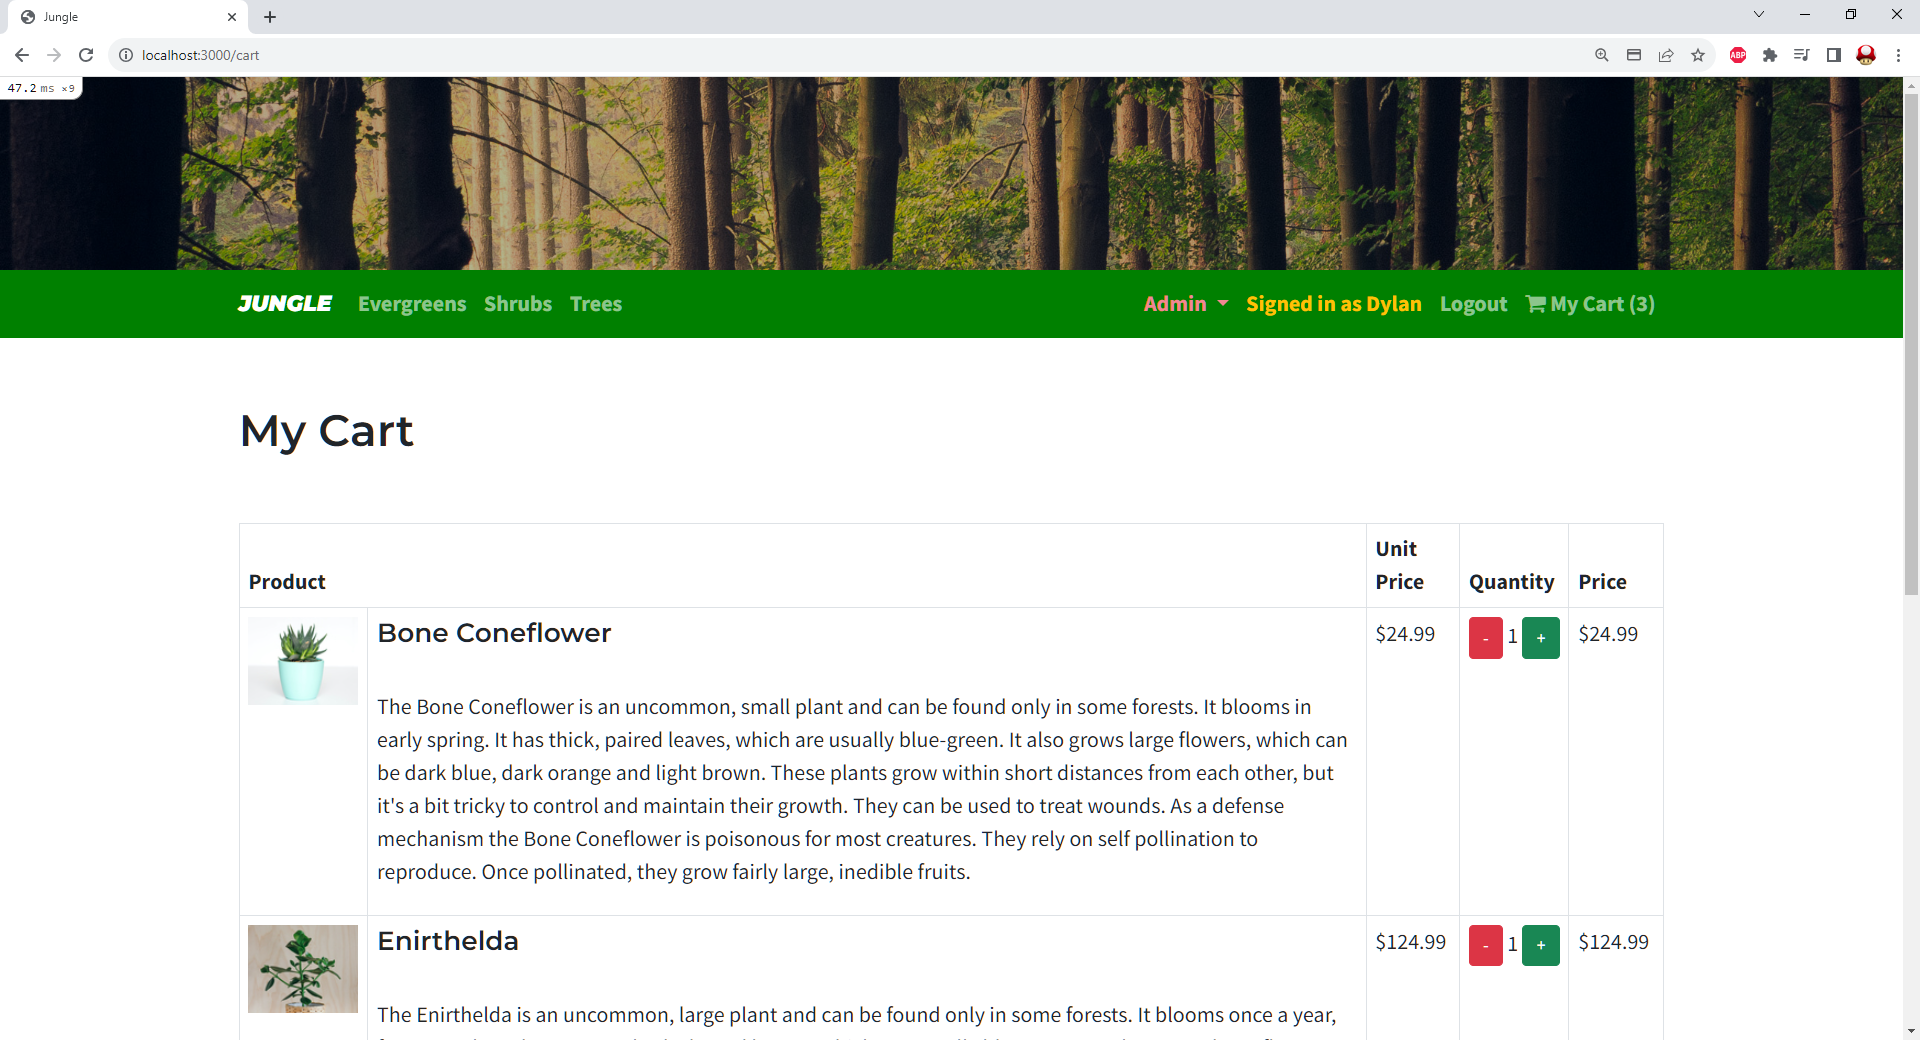 Jungle
localhost:3000/cart
ABP
47.2 ms ×9
JUNGLE Evergreens Shrubs Trees Admin Signed in as Dylan Logout My Cart (3)
My Cart
Product Unit Price Quantity Price
Bone Coneflower $24.99 - 1 + $24.99
The Bone Coneflower is an uncommon, small plant and can be found only in some forests. It blooms in
early spring. It has thick, paired leaves, which are usually blue-green. It also grows large flowers, which can
be dark blue, dark orange and light brown. These plants grow within short distances from each other, but
it's a bit tricky to control and maintain their growth. They can be used to treat wounds. As a defense
mechanism the Bone Coneflower is poisonous for most creatures. They rely on self pollination to
reproduce. Once pollinated, they grow fairly large, inedible fruits.
Enirthelda $124.99 - 1 + $124.99
The Enirthelda is an uncommon, large plant and can be found only in some forests. It blooms once a year,